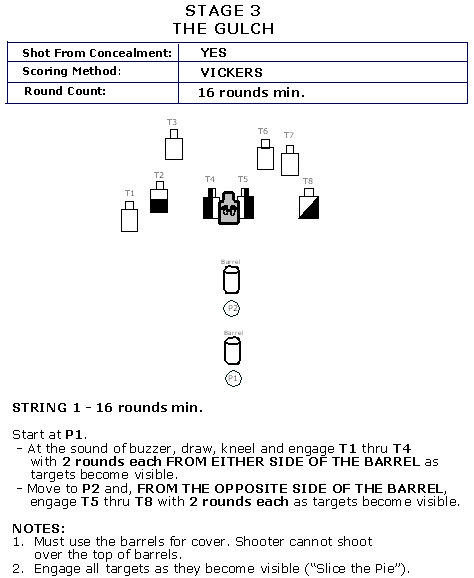 STAGE 3
THE GULCH
Shot From Concealment: YES
Scoring Method: VICKERS
Round Count: 16 rounds min.
T3
T6
T7
T2
T4
T5
T8
T1
Barrel
P2
Barrel
P1
STRING 1 - 16 rounds min.
Start at P1.
- At the sound of buzzer, draw, kneel and engage T1 thru T4
with 2 rounds each FROM EITHER SIDE OF THE BARREL as
targets become visible.
- Move to P2 and, FROM THE OPPOSITE SIDE OF THE BARREL,
engage T5 thru T8 with 2 rounds each as targets become visible.
NOTES:
1. Must use the barrels for cover. Shooter cannot shoot
over the top of barrels.
2. Engage all targets as they become visible (“Slice the Pie”).